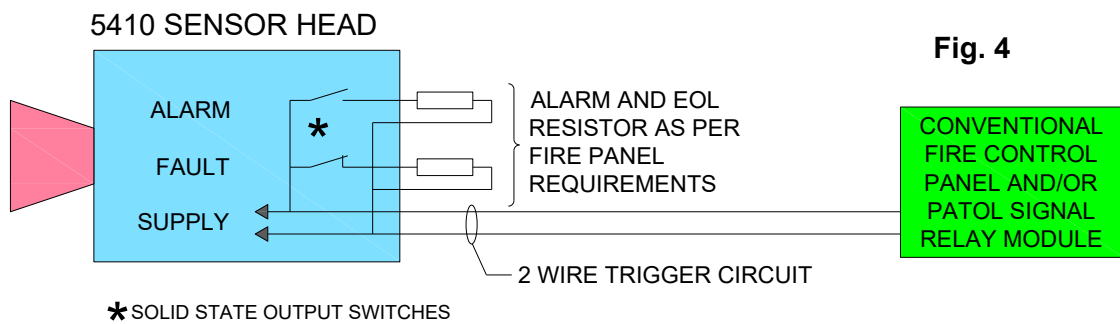 5410 SENSOR HEAD
Fig. 4
ALARM
FAULT
SUPPLY
*
ALARM AND EOL
RESISTOR AS PER
FIRE PANEL
REQUIREMENTS
CONVENTIONAL
FIRE CONTROL
PANEL AND/OR
PATOL SIGNAL
RELAY MODULE
2 WIRE TRIGGER CIRCUIT
* SOLID STATE OUTPUT SWITCHES